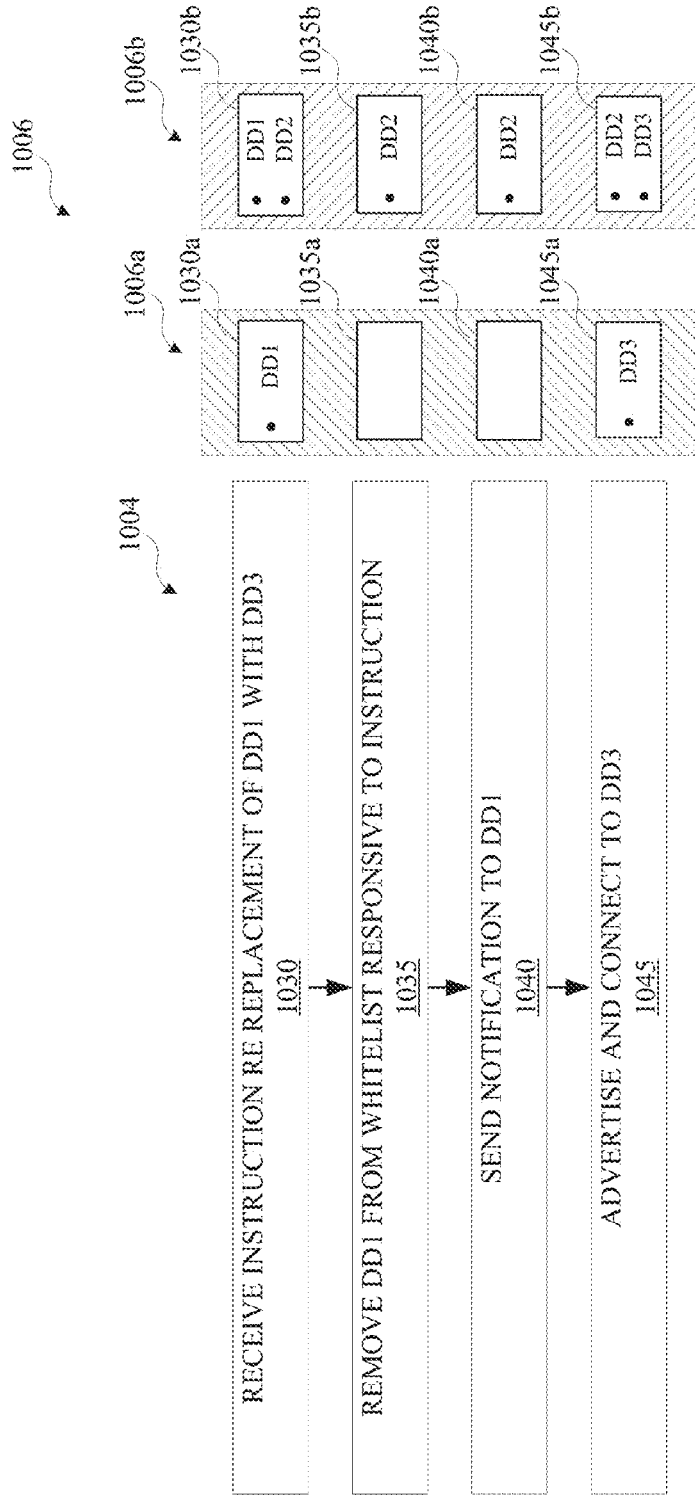 1006
1004
1006a
1006b
RECEIVE INSTRUCTION RE REPLACEMENT OF DD1 WITH DD3
1030
1030a
• DD1
1030b
• DD1
• DD2
REMOVE DD1 FROM WHITELIST RESPONSIVE TO INSTRUCTION
1035
1035a
1035b
• DD2
SEND NOTIFICATION TO DD1
1040
1040a
1040b
• DD2
ADVERTISE AND CONNECT TO DD3
1045
1045a
• DD3
1045b
• DD2
• DD3